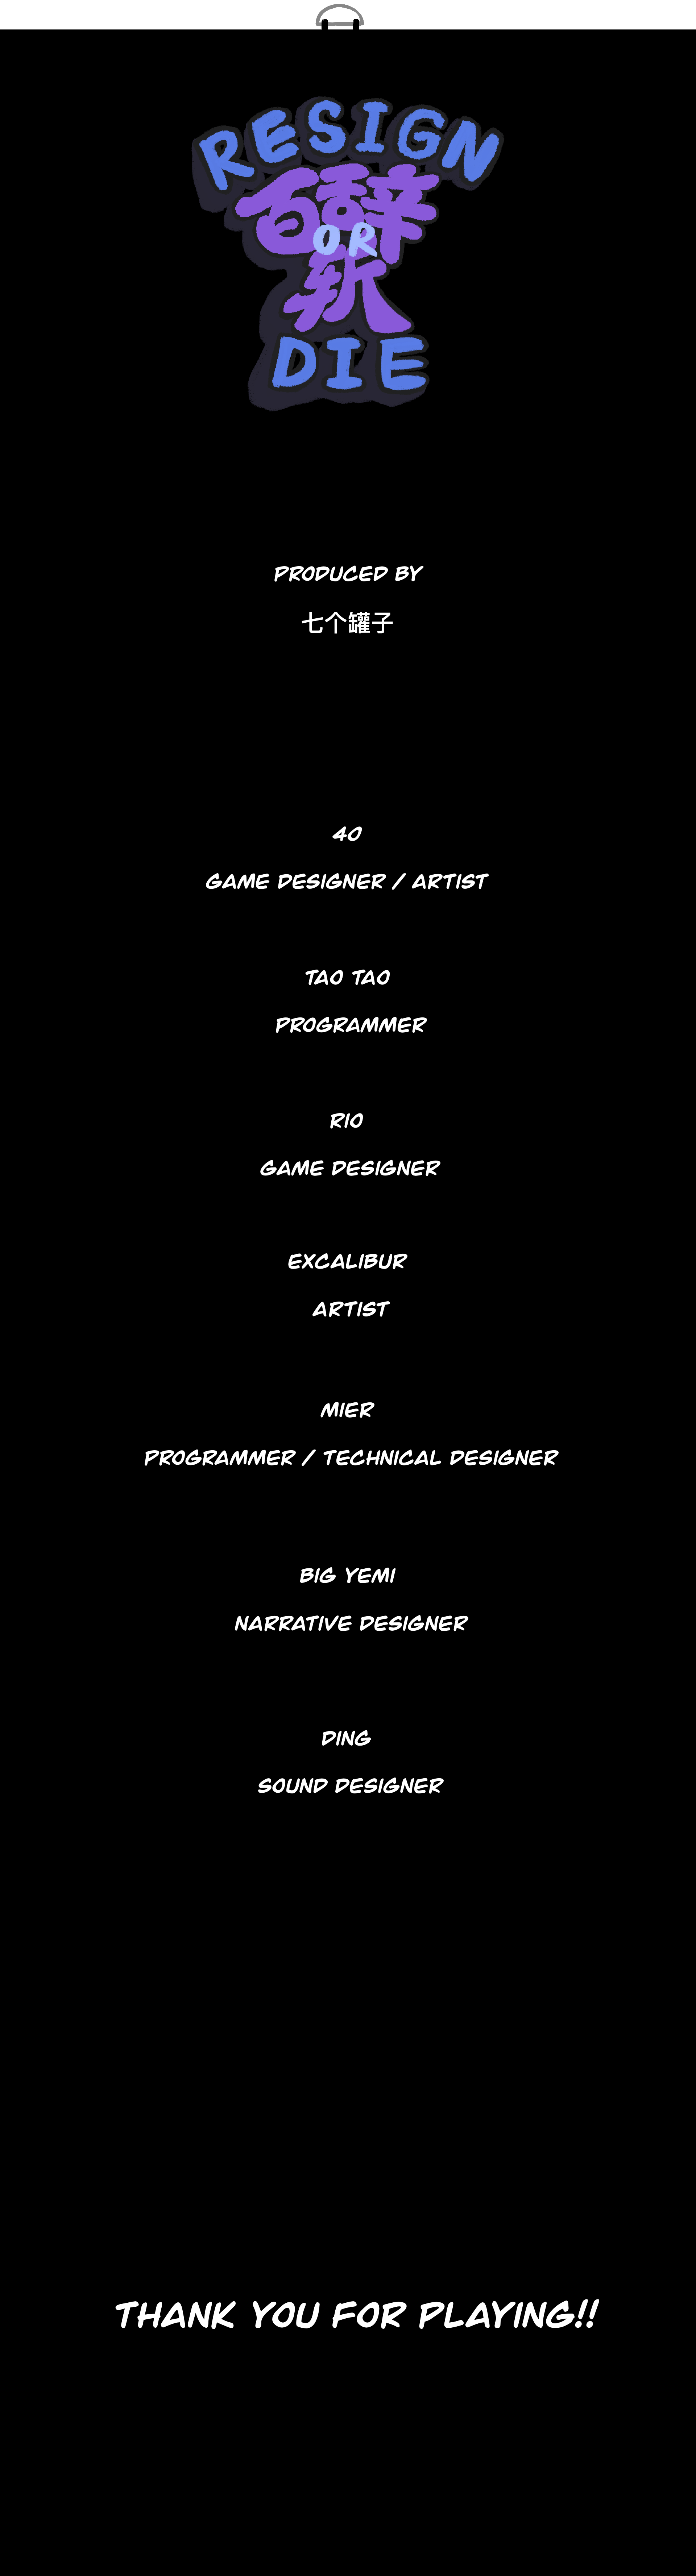 RESIGN
百辞
OR
斩
DIE
PRODUCED BY
七个罐子
40
GAME DESIGNER / ARTIST
TAO TAO
PROGRAMMER
RIO
GAME DESIGNER
EXCALIBUR
ARTIST
MIER
PROGRAMMER / TECHNICAL DESIGNER
BIG YEMI
NARRATIVE DESIGNER
DING
SOUND DESIGNER
THANK YOU FOR PLAYING!!